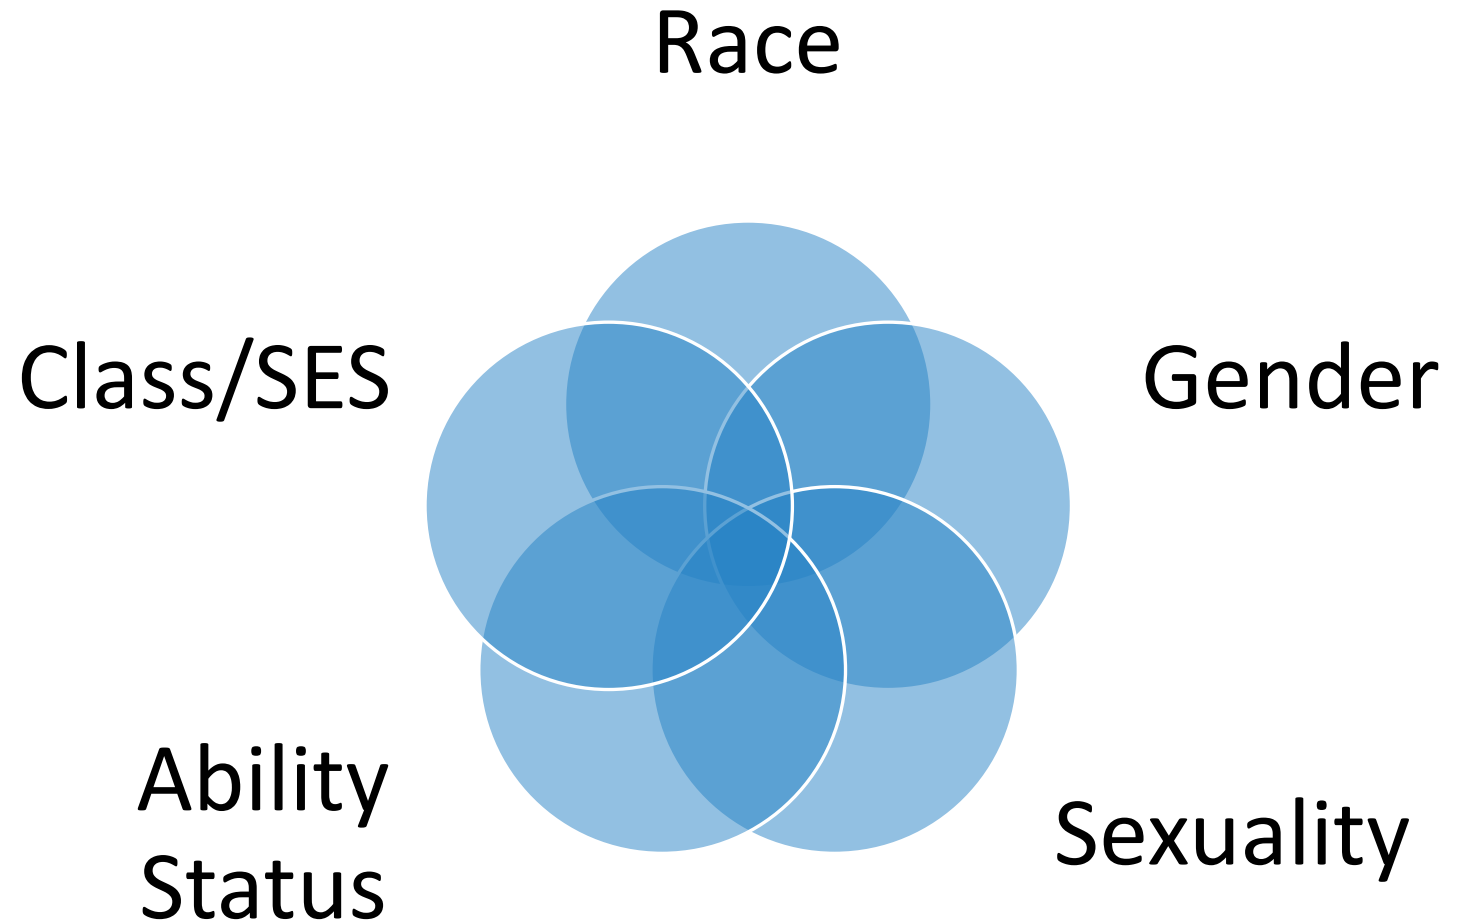 Race
Class/SES
Gender
Ability
Status
Sexuality